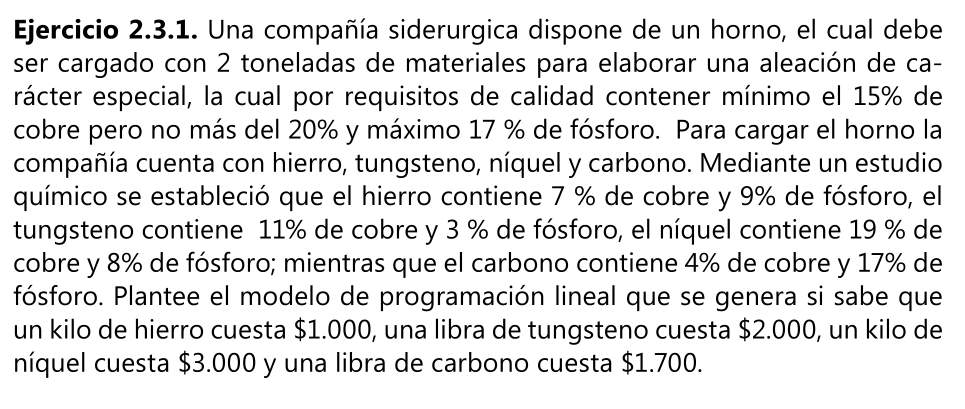 Ejercicio 2.3.1. Una compañía siderurgica dispone de un horno, el cual debe
ser cargado con 2 toneladas de materiales para elaborar una aleación de ca-
rácter especial, la cual por requisitos de calidad contener mínimo el 15% de
cobre pero no más del 20% y máximo 17 % de fósforo.  Para cargar el horno la
compañía cuenta con hierro, tungsteno, níquel y carbono. Mediante un estudio
químico se estableció que el hierro contiene 7 % de cobre y 9% de fósforo, el
tungsteno contiene  11% de cobre y 3 % de fósforo, el níquel contiene 19 % de
cobre y 8% de fósforo; mientras que el carbono contiene 4% de cobre y 17% de
fósforo. Plantee el modelo de programación lineal que se genera si sabe que
un kilo de hierro cuesta $1.000, una libra de tungsteno cuesta $2.000, un kilo de
níquel cuesta $3.000 y una libra de carbono cuesta $1.700.